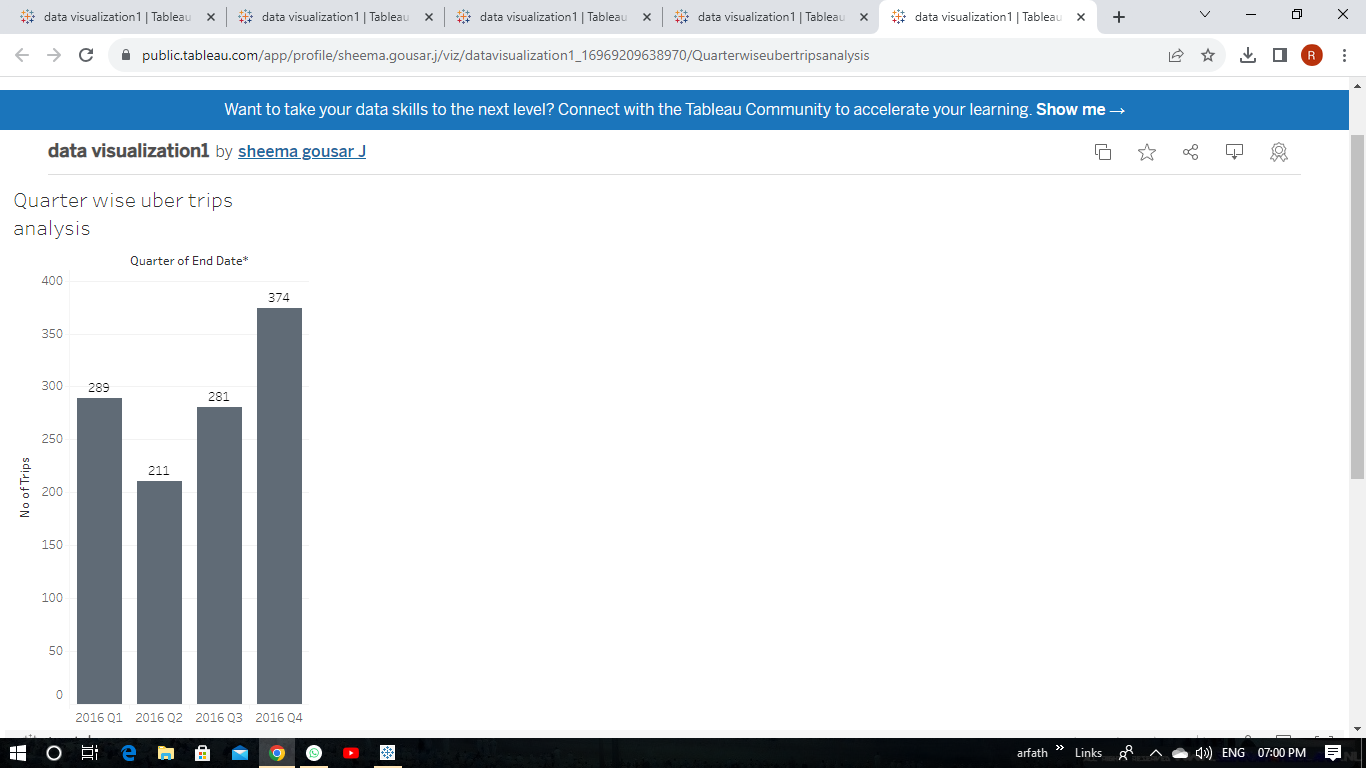 data visualization1 | Tableau
data visualization1 | Tableau
data visualization1 | Tableau
data visualization1 | Tableau
data visualization1 | Tableau
public.tableau.com/app/profile/sheema.gousar.j/viz/datavisualization1_16969209638970/Quarterwiseubertripsanalysis
R
Want to take your data skills to the next level? Connect with the Tableau Community to accelerate your learning. Show me →
data visualization1 by sheema gousar J
Quarter wise uber trips
analysis
Quarter of End Date*
400
350
300
250
200
150
100
50
0
No of Trips
289
211
281
374
2016 Q1 2016 Q2 2016 Q3 2016 Q4
arfath » Links ENG 07:00 PM